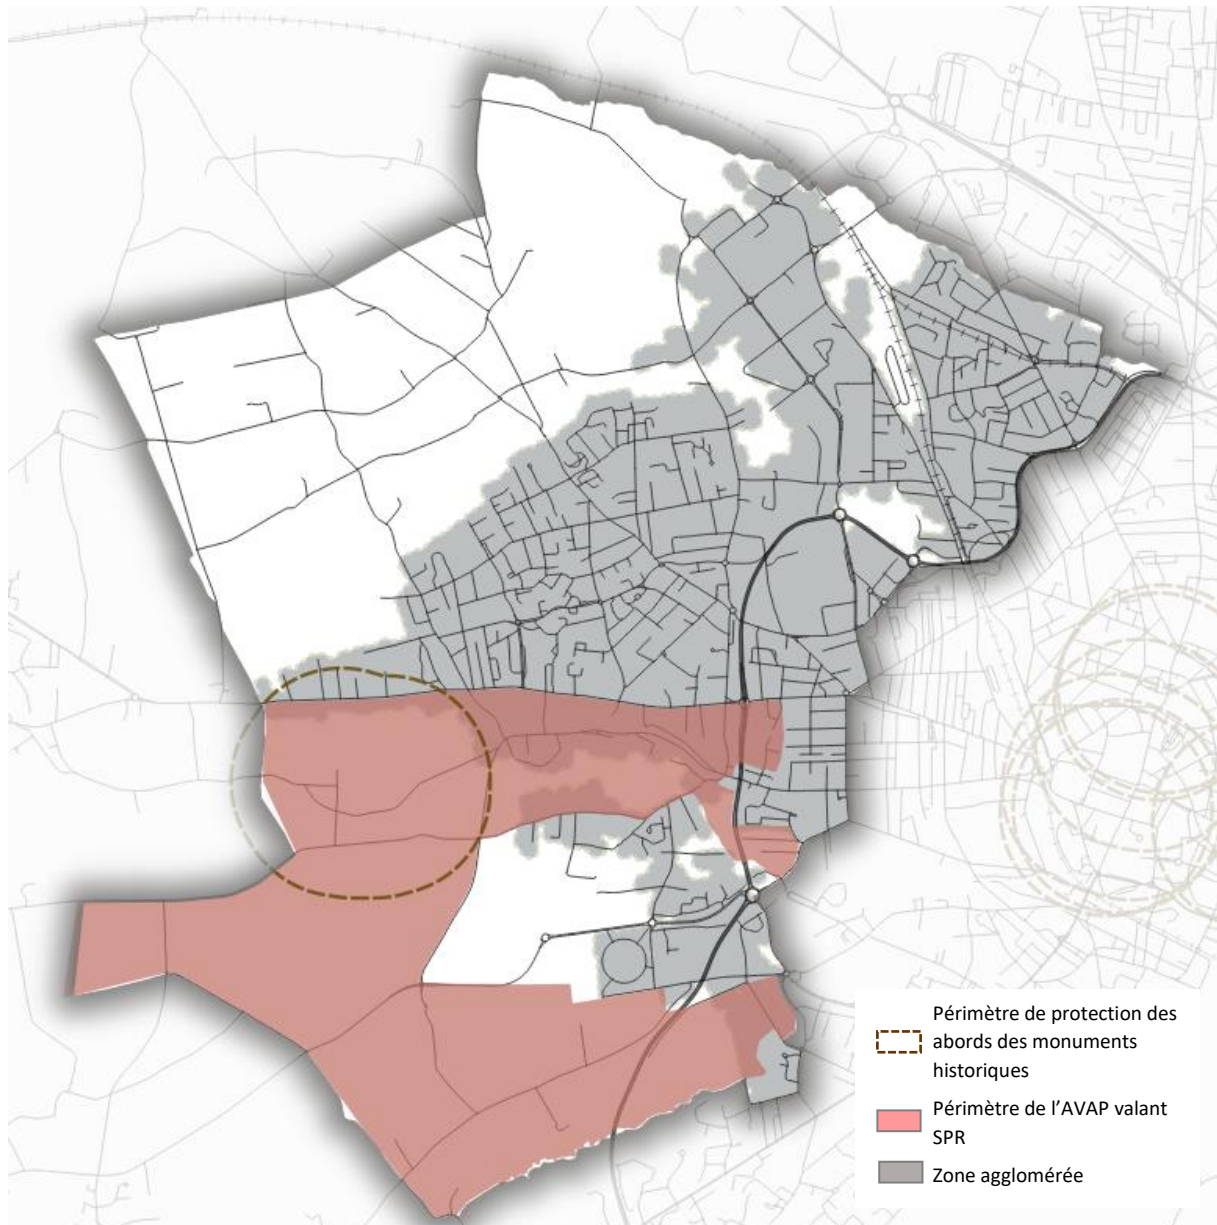 Périmètre de protection des
abords des monuments
historiques
Périmètre de l’AVAP valant
SPR
Zone agglomérée